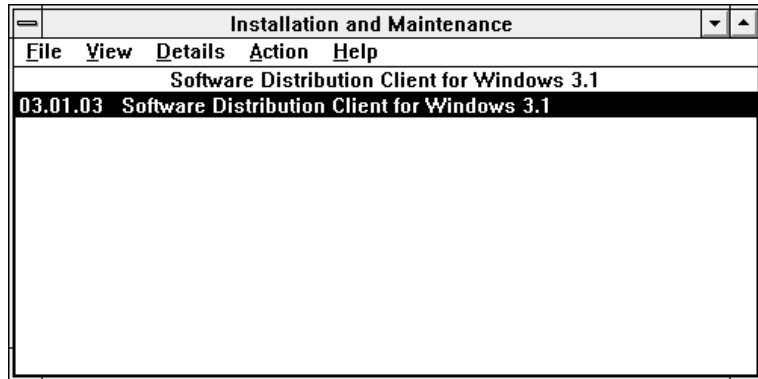 Installation and Maintenance
File View Details Action Help
Software Distribution Client for Windows 3.1
03.01.03 Software Distribution Client for Windows 3.1